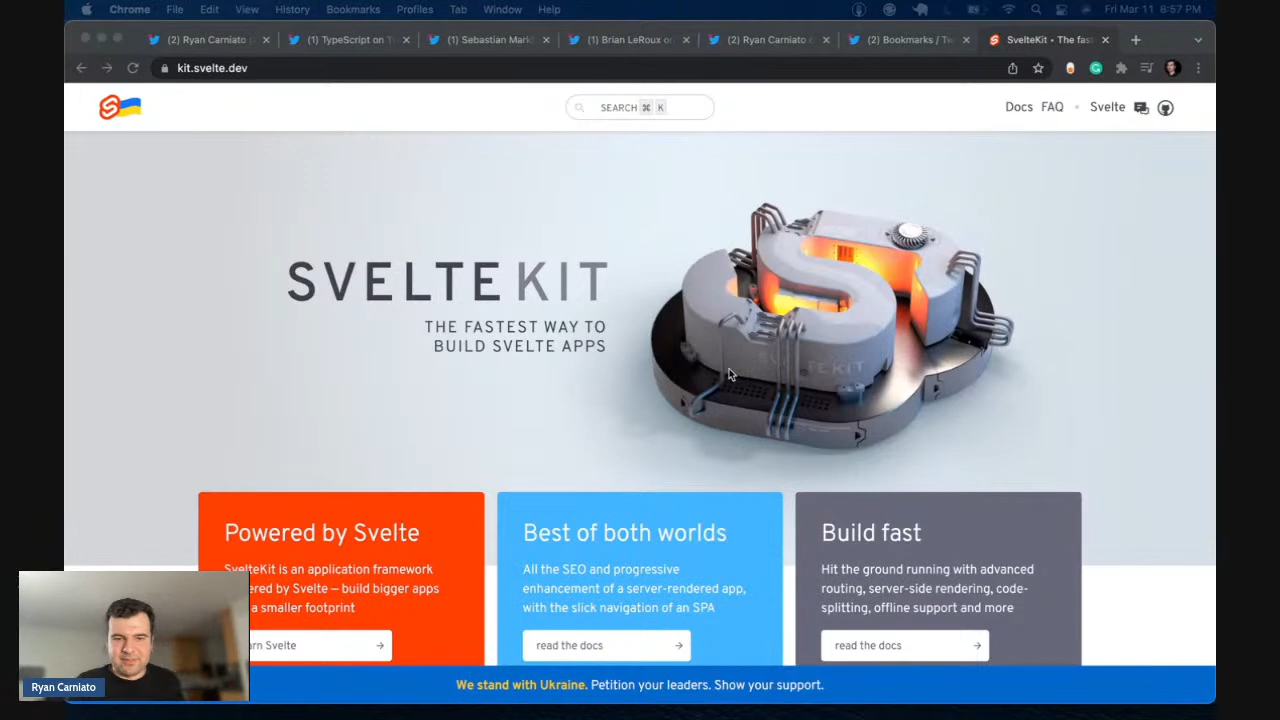 Chrome File Edit View History Bookmarks Profiles Tab Window Help Fri Mar 11 8:57 PM
(2) Ryan Carniato (1) TypeScript on T (1) Sebastian Mark (1) Brian LeRoux on (2) Ryan Carniato (2) Bookmarks / Tw SvelteKit • The fast
kit.svelte.dev
SEARCH ⌘ K
Docs FAQ • Svelte
SVELTEKIT
THE FASTEST WAY TO
BUILD SVELTE APPS
SVELTEKIT
Powered by Svelte
SvelteKit is an application framework
ered by Svelte – build bigger apps
a smaller footprint
rn Svelte →
Best of both worlds
All the SEO and progressive
enhancement of a server-rendered app,
with the slick navigation of an SPA
read the docs →
Build fast
Hit the ground running with advanced
routing, server-side rendering, code-
splitting, offline support and more
read the docs →
We stand with Ukraine. Petition your leaders. Show your support.
Ryan Carniato